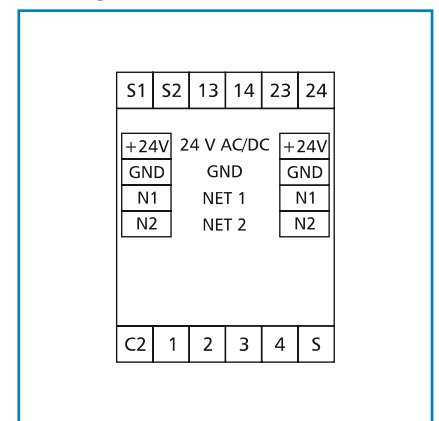 S1 S2 13 14 23 24
+24V 24 V AC/DC +24V
GND GND GND
N1 NET 1 N1
N2 NET 2 N2
C2 1 2 3 4 S